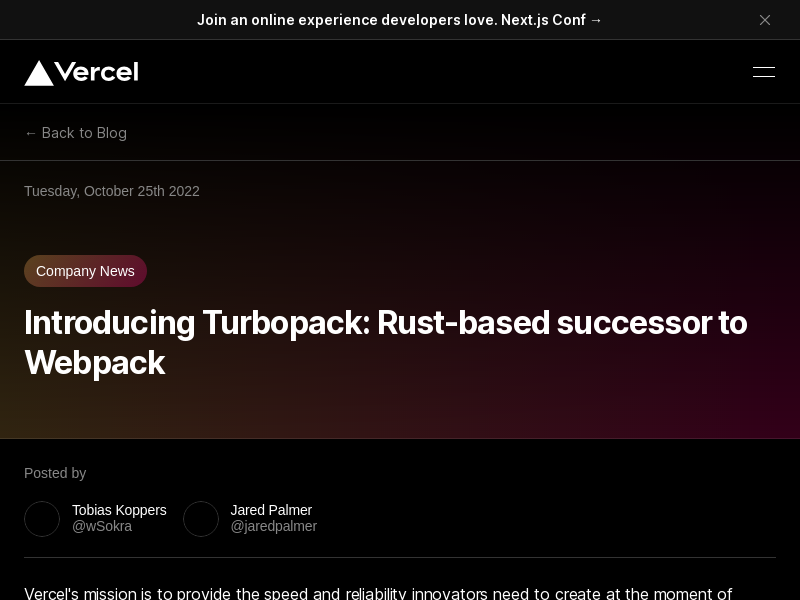 Join an online experience developers love. Next.js Conf →
Vercel
← Back to Blog
Tuesday, October 25th 2022
Company News
Introducing Turbopack: Rust-based successor to
Webpack
Posted by
Tobias Koppers
@wSokra
Jared Palmer
@jaredpalmer
Vercel's mission is to provide the speed and reliability innovators need to create at the moment of